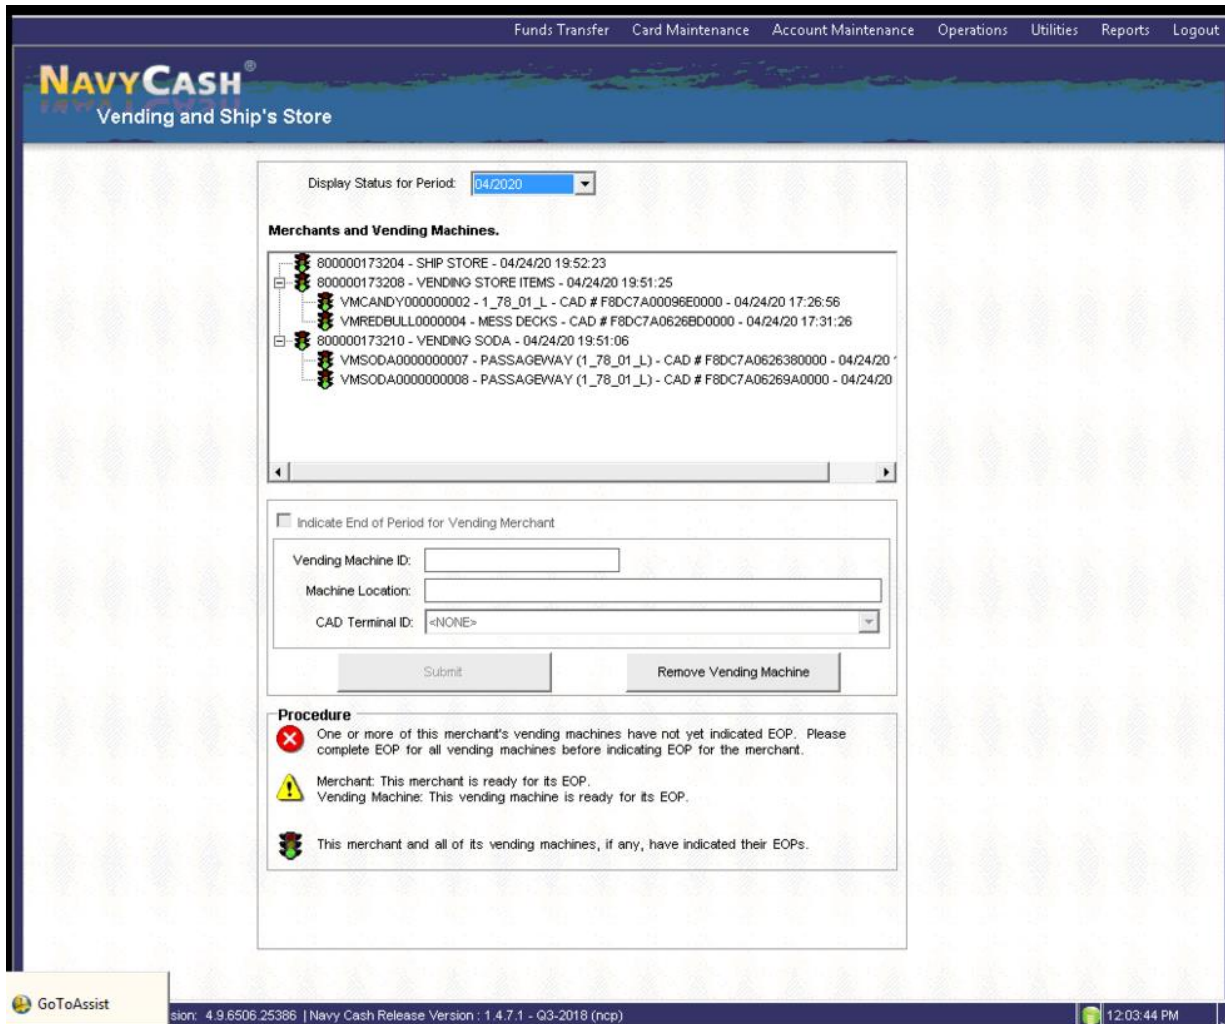 Funds Transfer Card Maintenance Account Maintenance Operations Utilities Reports Logout
NAVYCASH®
Vending and Ship's Store
Display Status for Period: 04/2020
Merchants and Vending Machines.
800000173204 - SHIP STORE - 04/24/20 19:52:23
800000173208 - VENDING STORE ITEMS - 04/24/20 19:51:25
VMCANDY000000002 - 1_78_01_L - CAD # F8DC7A00096E0000 - 04/24/20 17:26:56
VMREDBULL0000004 - MESS DECKS - CAD # F8DC7A0626BD0000 - 04/24/20 17:31:26
800000173210 - VENDING SODA - 04/24/20 19:51:06
VMSODA0000000007 - PASSAGEWAY (1_78_01_L) - CAD # F8DC7A0626380000 - 04/24/20
VMSODA0000000008 - PASSAGEWAY (1_78_01_L) - CAD # F8DC7A06269A0000 - 04/24/20
Indicate End of Period for Vending Merchant
Vending Machine ID:
Machine Location:
CAD Terminal ID: <NONE>
Submit Remove Vending Machine
Procedure
One or more of this merchant's vending machines have not yet indicated EOP. Please
complete EOP for all vending machines before indicating EOP for the merchant.
Merchant: This merchant is ready for its EOP.
Vending Machine: This vending machine is ready for its EOP.
This merchant and all of its vending machines, if any, have indicated their EOPs.
GoToAssist
sion: 4.9.6506.25386 | Navy Cash Release Version : 1.4.7.1 - Q3-2018 (ncp) 12:03:44 PM